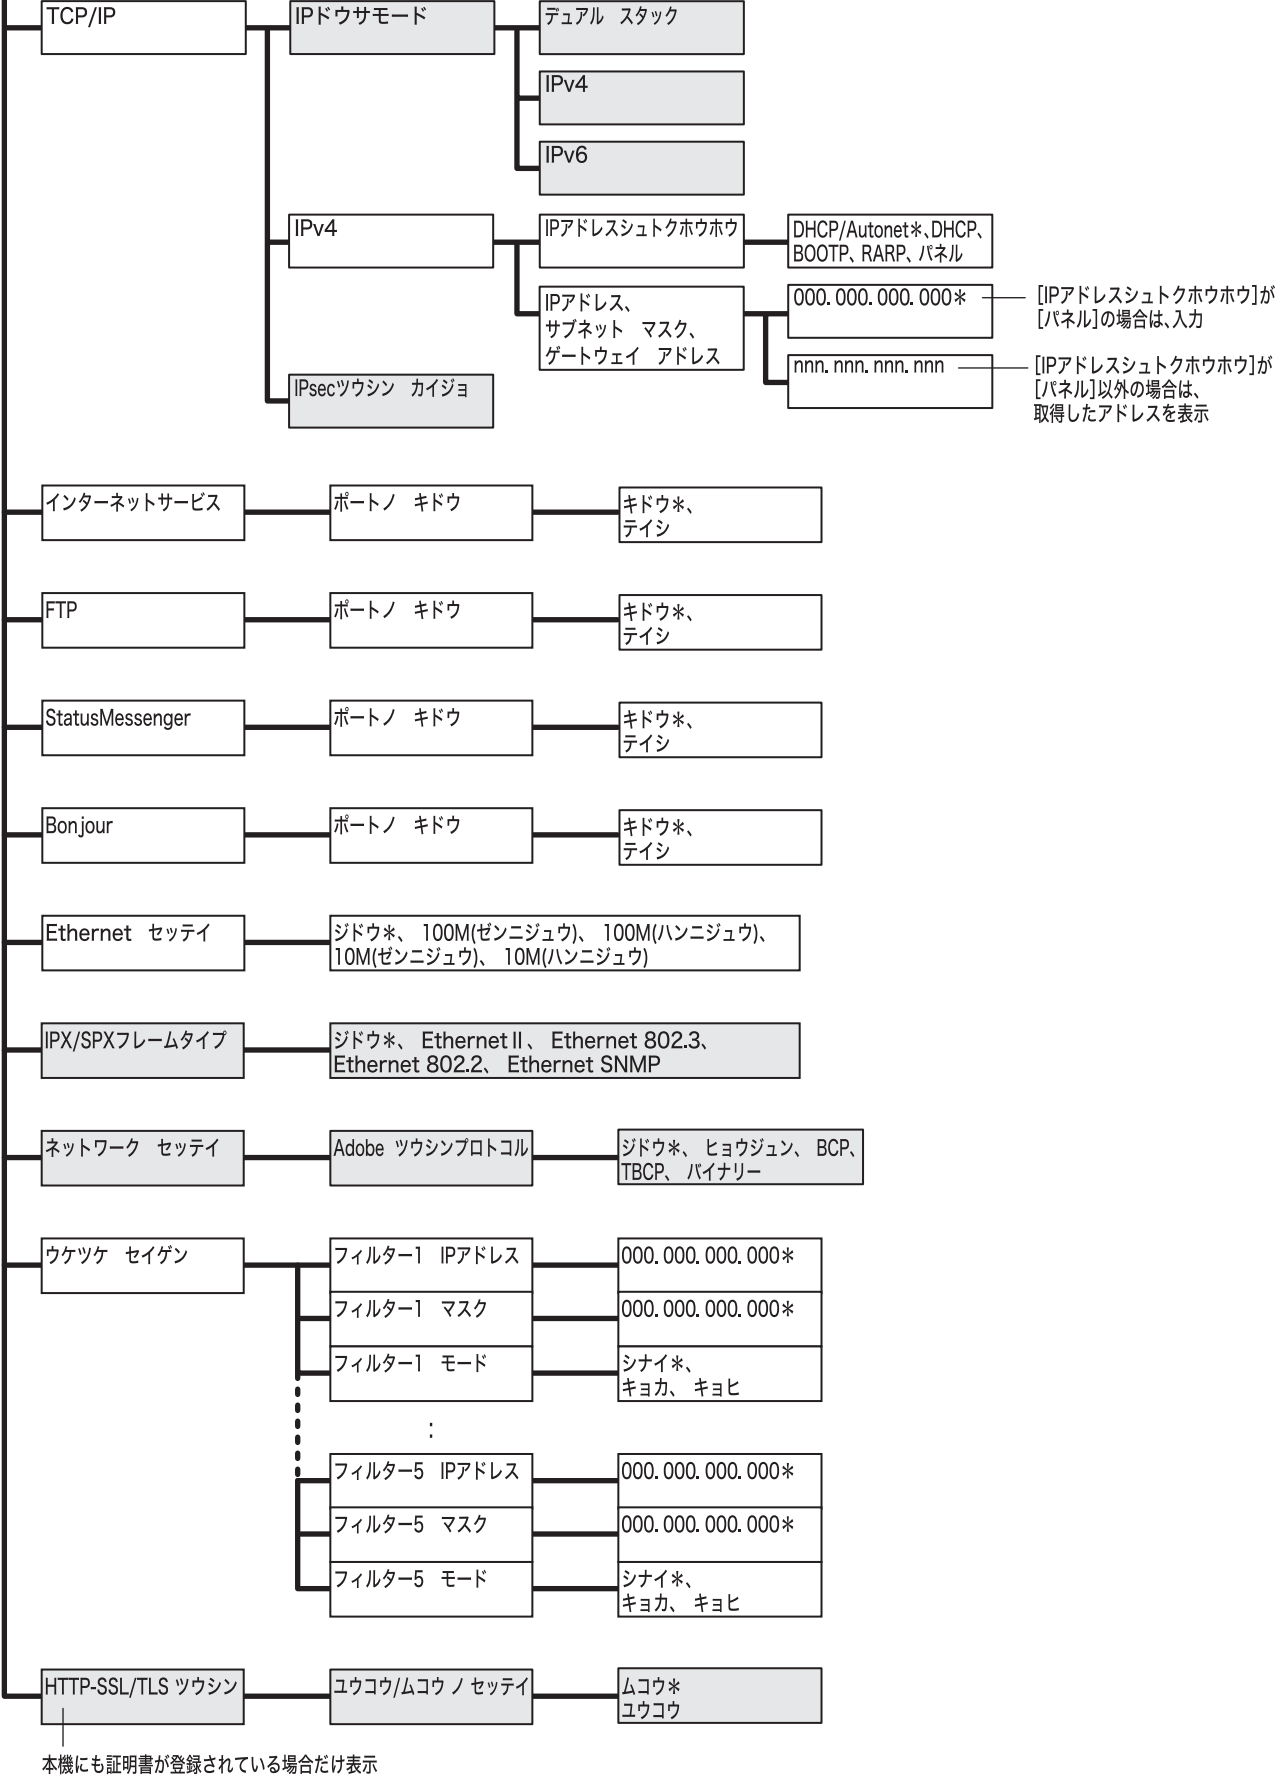 TCP/IP
IPドウサモード
デュアル　スタック
IPv4
IPv6
IPv4
IPアドレスシュトクホウホウ
DHCP/Autonet＊、DHCP、
BOOTP、RARP、パネル
IPアドレス、
サブネット　マスク、
ゲートウェイ　アドレス
000. 000. 000. 000＊
[IPアドレスシュトクホウホウ]が
[パネル]の場合は、入力
nnn. nnn. nnn. nnn
[IPアドレスシュトクホウホウ]が
[パネル]以外の場合は、
取得したアドレスを表示
IPsecツウシン　カイジョ
インターネットサービス
ポートノ　キドウ
キドウ＊、
テイシ
FTP
ポートノ　キドウ
キドウ＊、
テイシ
StatusMessenger
ポートノ　キドウ
キドウ＊、
テイシ
Bonjour
ポートノ　キドウ
キドウ＊、
テイシ
Ethernet　セッテイ
ジドウ＊、 100M(ゼンニジュウ)、 100M(ハンニジュウ)、
10M(ゼンニジュウ)、 10M(ハンニジュウ)
IPX/SPXフレームタイプ
ジドウ＊、 EthernetⅡ、 Ethernet 802.3、
Ethernet 802.2、 Ethernet SNMP
ネットワーク　セッテイ
Adobe ツウシンプロトコル
ジドウ＊、 ヒョウジュン、 BCP、
TBCP、 バイナリー
ウケツケ　セイゲン
フィルター1　IPアドレス
000. 000. 000. 000＊
フィルター1　マスク
000. 000. 000. 000＊
フィルター1　モード
シナイ＊、
キョカ、 キョヒ
:
フィルター5　IPアドレス
000. 000. 000. 000＊
フィルター5　マスク
000. 000. 000. 000＊
フィルター5　モード
シナイ＊、
キョカ、 キョヒ
HTTP-SSL/TLS ツウシン
ユウコウ/ムコウ ノ セッテイ
ムコウ＊
ユウコウ
本機にも証明書が登録されている場合だけ表示